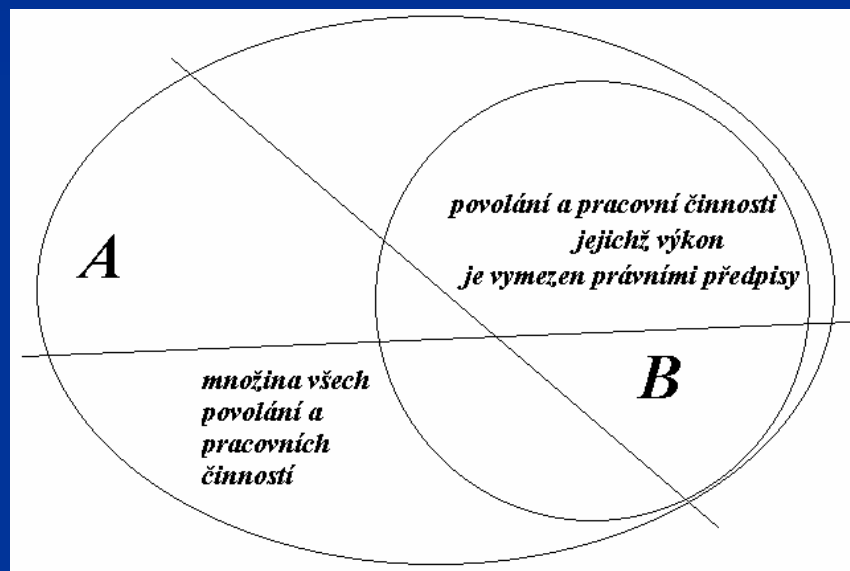 povolání a pracovní činnosti
jejichž výkon
je vymezen právními předpisy
A
B
množina všech
povolání a
pracovních
činností